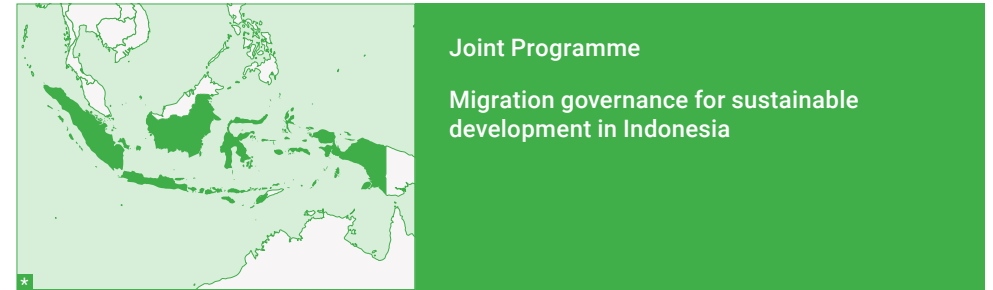 Joint Programme
Migration governance for sustainable
development in Indonesia
*